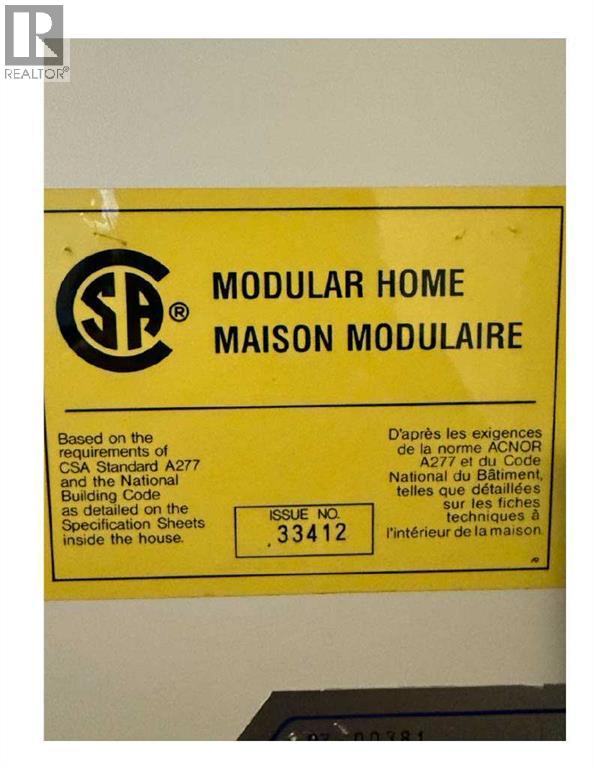 REALTOR®
CSA®
MODULAR HOME
MAISON MODULAIRE
Based on the
requirements of
CSA Standard A277
and the National
Building Code
as detailed on the
Specification Sheets
inside the house.
ISSUE NO.
33412
D'après les exigences
de la norme ACNOR
A277 et du Code
National du Bâtiment,
telles que détaillées
sur les fiches
techniques à
l'intérieur de la maison.
00381